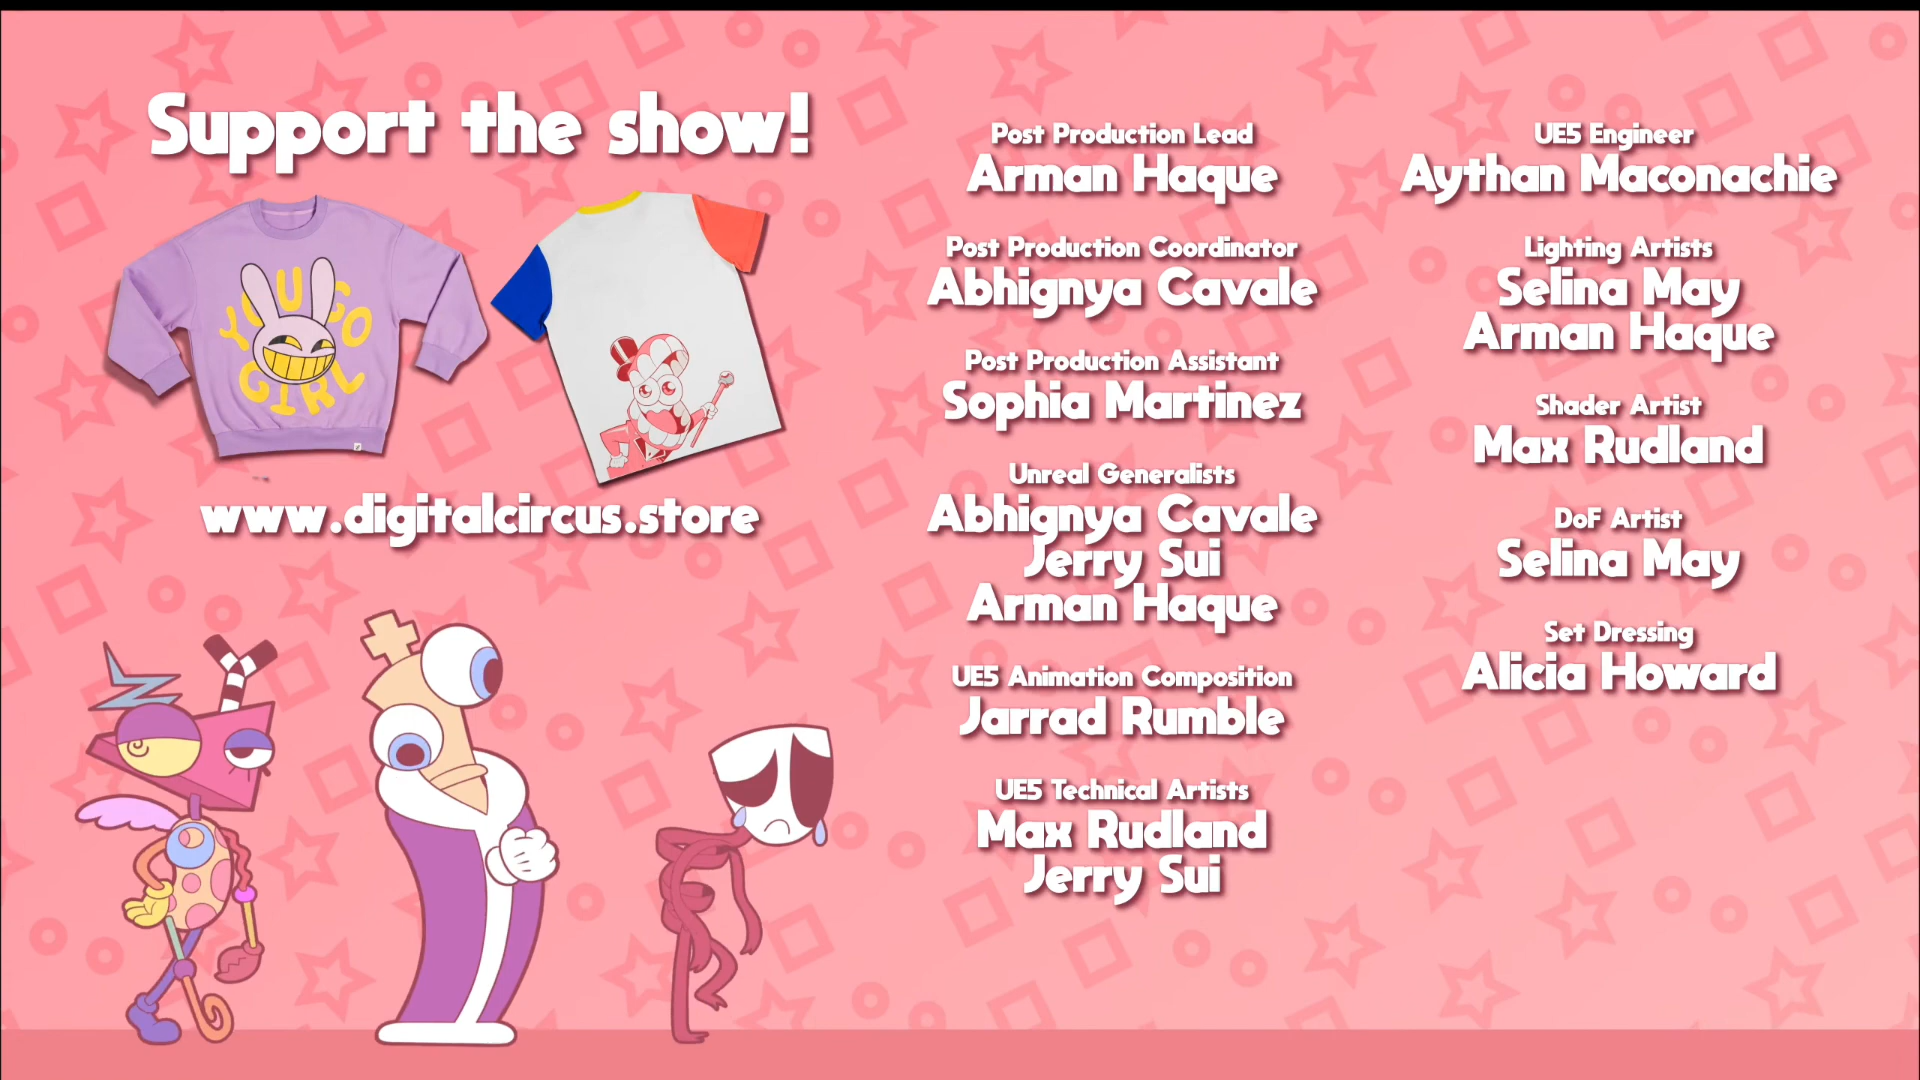 Support the show!
YOU GO
GIRL
www.digitalcircus.store
Post Production Lead
Arman Haque
Post Production Coordinator
Abhignya Cavale
Post Production Assistant
Sophia Martinez
Unreal Generalists
Abhignya Cavale
Jerry Sui
Arman Haque
UE5 Animation Composition
Jarrad Rumble
UE5 Technical Artists
Max Rudland
Jerry Sui
UE5 Engineer
Aythan Maconachie
Lighting Artists
Selina May
Arman Haque
Shader Artist
Max Rudland
DoF Artist
Selina May
Set Dressing
Alicia Howard